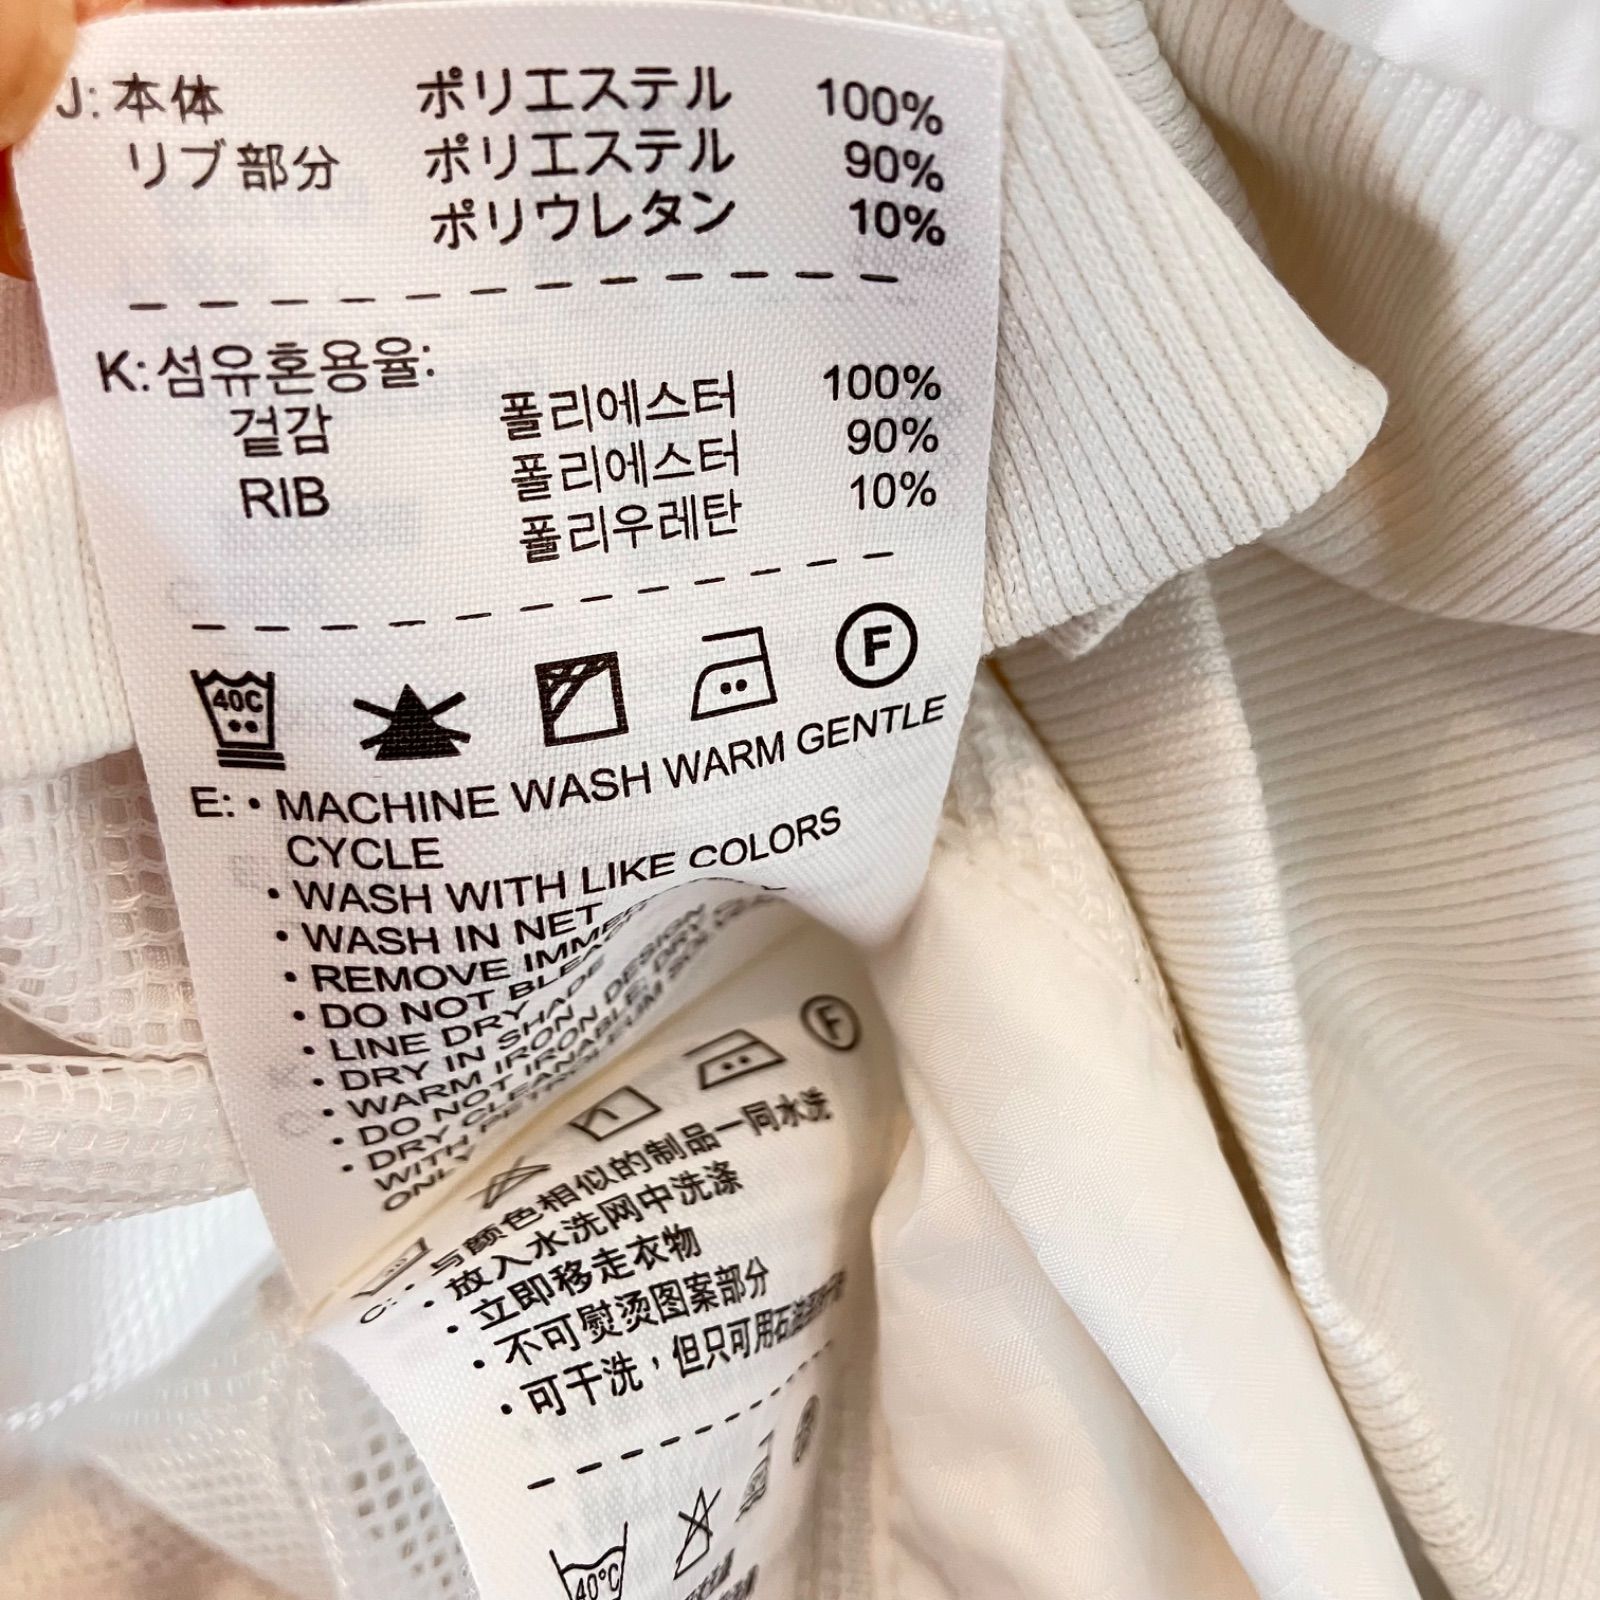 J: 本体 ポリエステル 100%
リブ部分 ポリエステル 90%
ポリウレタン 10%
K: 섬유혼용율:
겉감 폴리에스터 100%
RIB 폴리에스터 90%
폴리우레탄 10%
40C
F
E: • MACHINE WASH WARM GENTLE
CYCLE
• WASH WITH LIKE COLORS
• WASH IN NET
• REMOVE
• DO NOT
• LINE DRY
• DRY IN SHADE
• WARM IRON
• DO NOT IRON DESIGN
• DRY CLEANABLE: DRY
WITH
ONLY
F
C: • 与颜色相似的制品一同水洗
• 放入水洗网中洗涤
• 立即移走衣物
• 不可熨烫图案部分
• 可干洗，但只可用石油
40°C